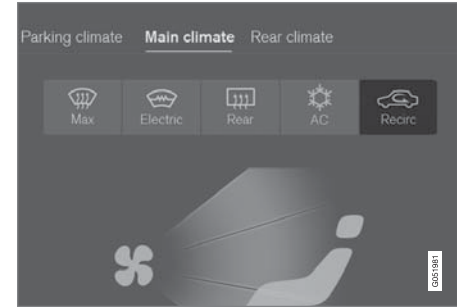 Parking climate Main climate Rear climate
Max Electric Rear AC Recirc
G051981